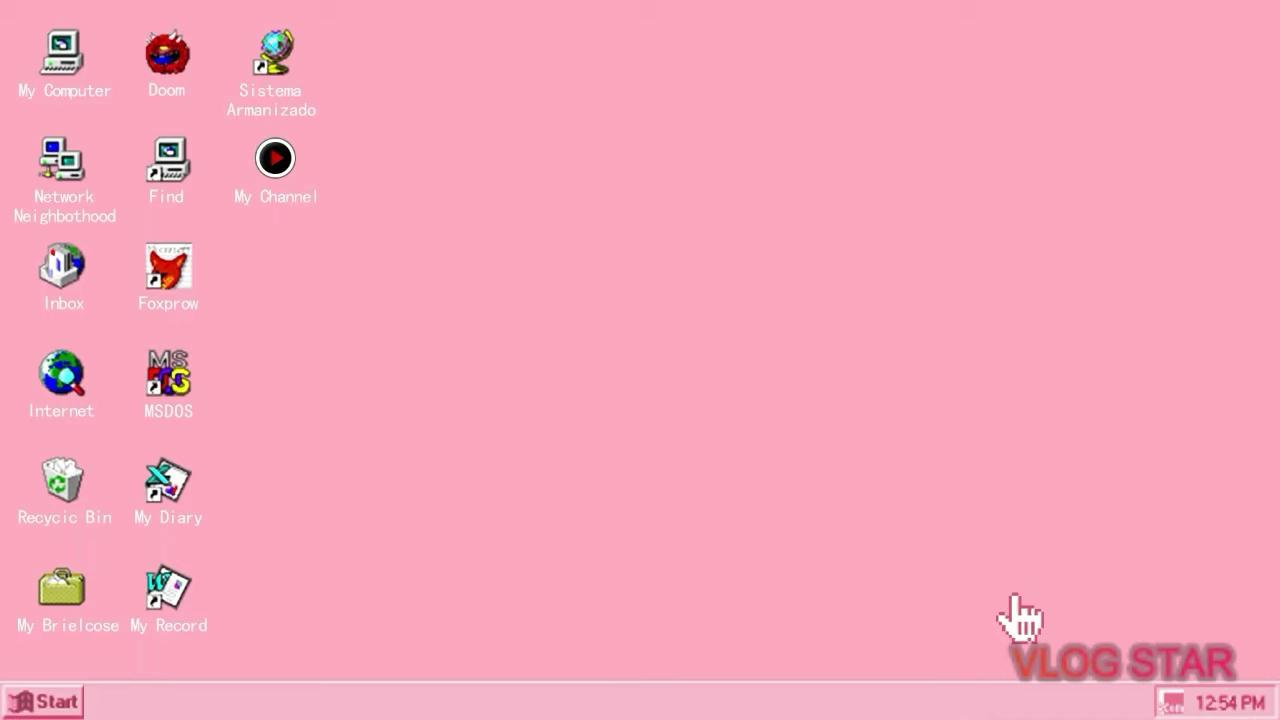 My Computer
Doom
Sistema
Armanizado
Network
Neighbothood
Find
My Channel
Inbox
Foxprow
Internet
MS
MSDOS
Recycic Bin
My Diary
My Brielcose
My Record
VLOG STAR
Start
12:54 PM